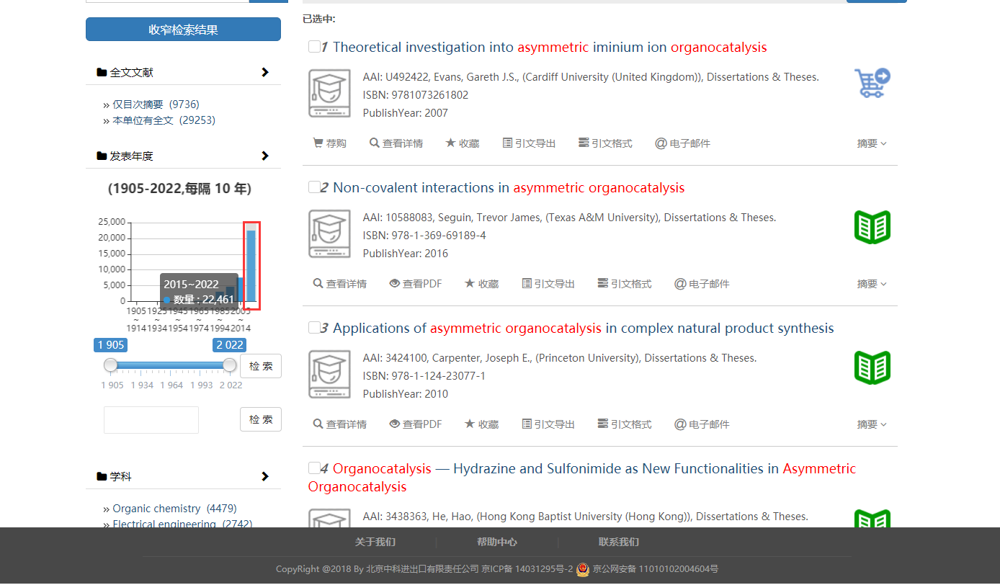 收窄检索结果
全文文献
» 仅目次摘要 (9736)
» 本单位有全文 (29253)
发表年度
(1905-2022,每隔 10 年)
25,000
20,000
15,000
10,000
5,000
0
2015~2022
数量 : 22,461
1905 1925 1945 1965 1985 2005
~ ~ ~ ~ ~ ~
1914 1934 1954 1974 1994 2014
1 905 2 022
检 索
1 905 1 934 1 964 1 993 2 022
检 索
学科
» Organic chemistry (4479)
» Electrical engineering (2742)
已选中:
1 Theoretical investigation into asymmetric iminium ion organocatalysis
AAI: U492422, Evans, Gareth J.S., (Cardiff University (United Kingdom)), Dissertations & Theses.
ISBN: 9781073261802
PublishYear: 2007
荐购 查看详情 收藏 引文导出 引文格式 @ 电子邮件 摘要
2 Non-covalent interactions in asymmetric organocatalysis
AAI: 10588083, Seguin, Trevor James, (Texas A&M University), Dissertations & Theses.
ISBN: 978-1-369-69189-4
PublishYear: 2016
查看详情 查看PDF 收藏 引文导出 引文格式 @ 电子邮件 摘要
3 Applications of asymmetric organocatalysis in complex natural product synthesis
AAI: 3424100, Carpenter, Joseph E., (Princeton University), Dissertations & Theses.
ISBN: 978-1-124-23077-1
PublishYear: 2010
查看详情 查看PDF 收藏 引文导出 引文格式 @ 电子邮件 摘要
4 Organocatalysis — Hydrazine and Sulfonimide as New Functionalities in Asymmetric
Organocatalysis
AAI: 3438363, He, Hao, (Hong Kong Baptist University (Hong Kong)), Dissertations & Theses.
关于我们 帮助中心 联系我们
CopyRight @2018 By 北京中科进出口有限责任公司 京ICP备 14031295号-2 京公网安备 11010102004604号